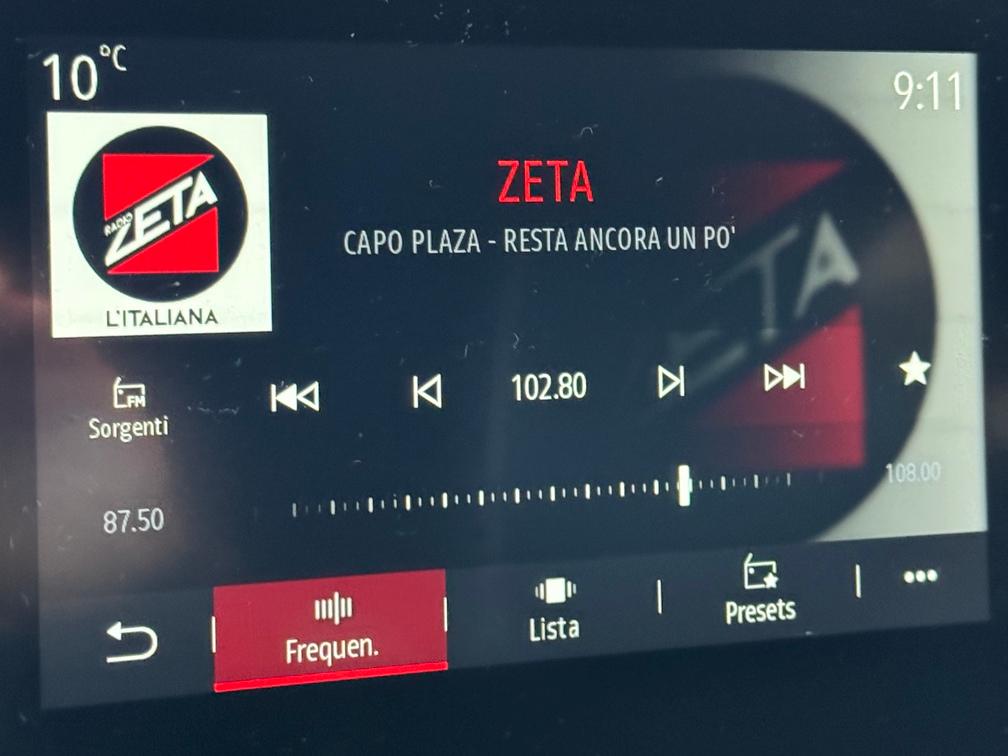 10°C
9:11
RADIO
ZETA
L'ITALIANA
ZETA
CAPO PLAZA - RESTA ANCORA UN PO'
ETA
FM
Sorgenti
102.80
87.50
108.00
Frequen.
Lista
Presets